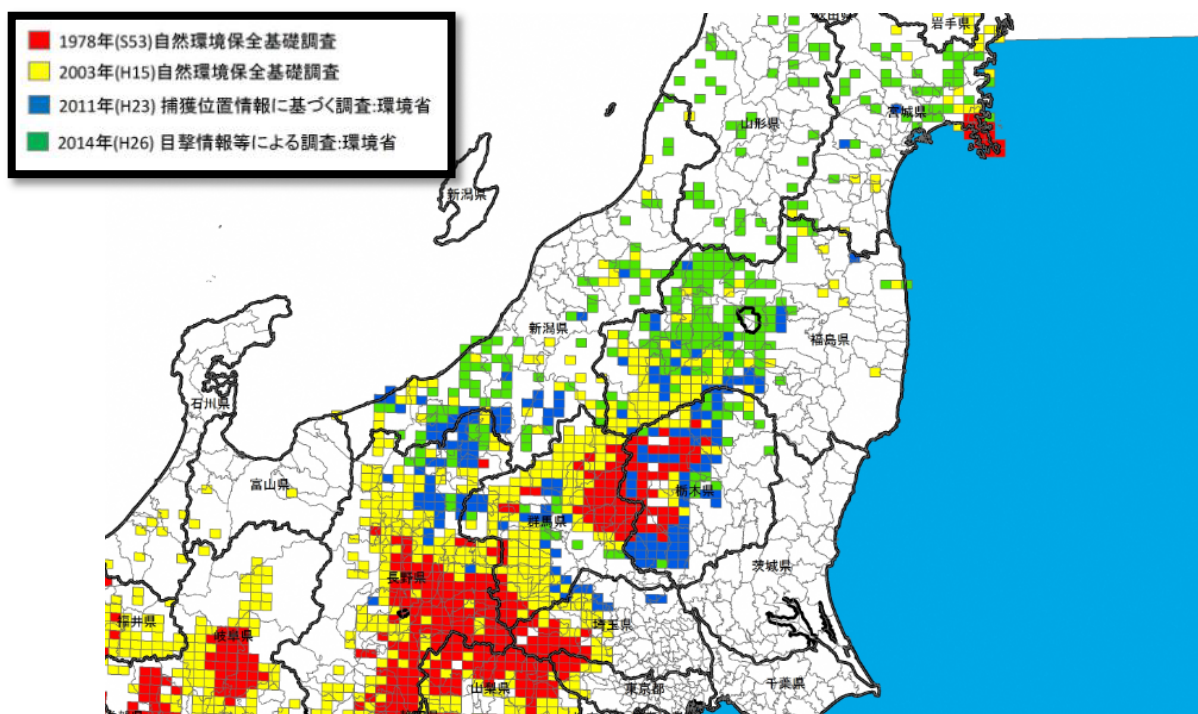 1978年(S53)自然環境保全基礎調査
2003年(H15)自然環境保全基礎調査
2011年(H23) 捕獲位置情報に基づく調査:環境省
2014年(H26) 目撃情報等による調査:環境省
岩手県
宮城県
山形県
新潟県
新潟県
福島県
石川県
富山県
栃木県
群馬県
長野県
茨城県
福井県
岐阜県
埼玉県
山梨県
東京都
千葉県